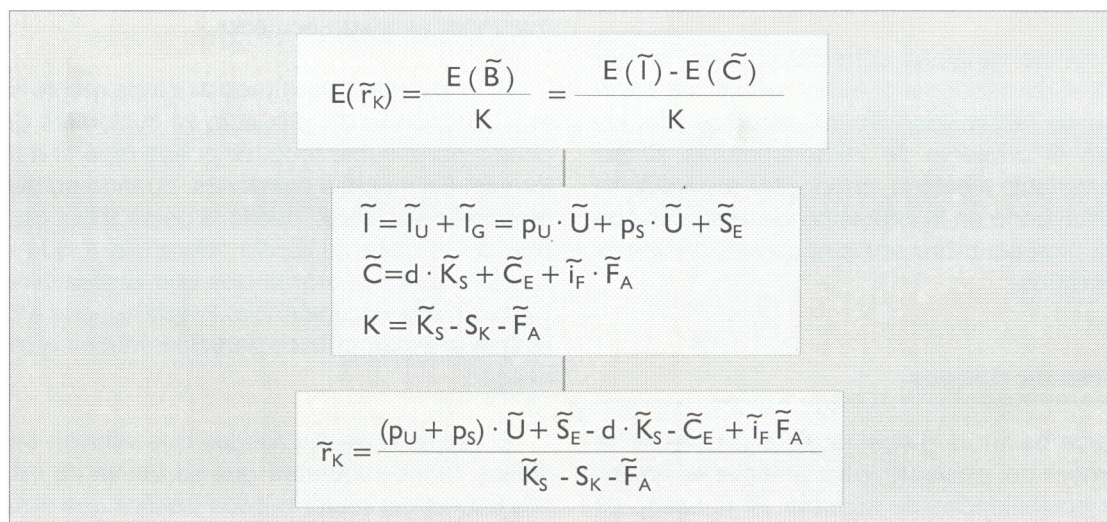 E(r̃_K) = E(B̃) / K = (E(Ĩ) - E(C̃)) / K
Ĩ = Ĩ_U + Ĩ_G = p_U · Ũ + p_S · Ũ + S̃_E
C̃ = d · K̃_S + C̃_E + ĩ_F · F̃_A
K = K̃_S - S_K - F̃_A
r̃_K = ((p_U + p_S) · Ũ + S̃_E - d · K̃_S - C̃_E + ĩ_F F̃_A) / (K̃_S - S_K - F̃_A)